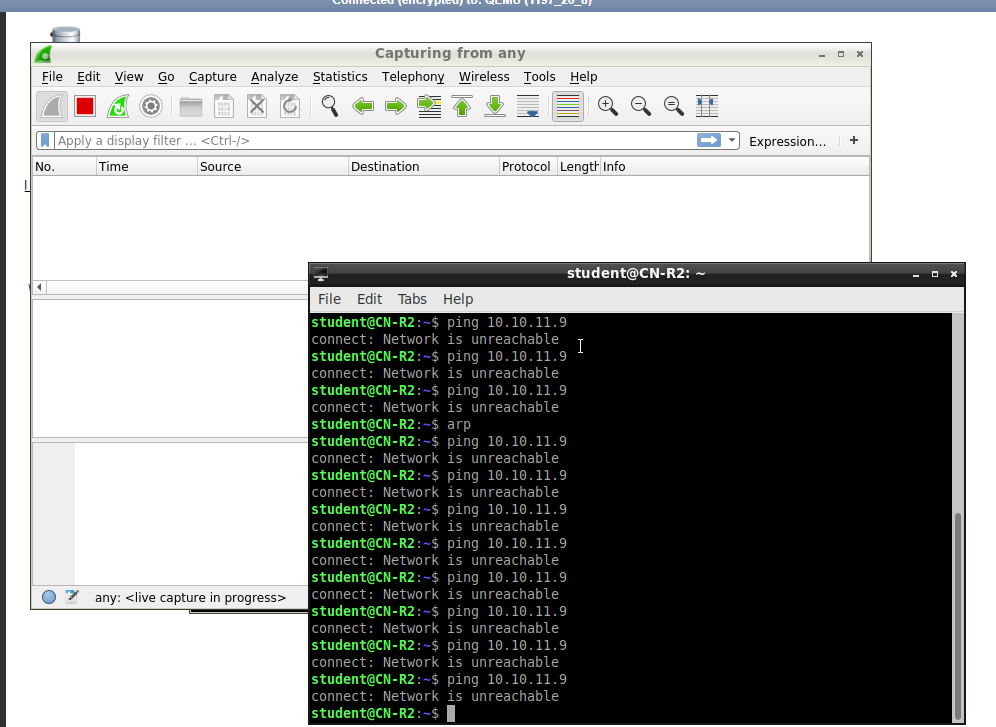 Connected (encrypted) to: QEMU (1197_20_8)
Capturing from any
File Edit View Go Capture Analyze Statistics Telephony Wireless Tools Help
Apply a display filter ... <Ctrl-/>
Expression... +
No. Time Source Destination Protocol Length Info
student@CN-R2: ~
File Edit Tabs Help
student@CN-R2:~$ ping 10.10.11.9
connect: Network is unreachable
student@CN-R2:~$ ping 10.10.11.9
connect: Network is unreachable
student@CN-R2:~$ ping 10.10.11.9
connect: Network is unreachable
student@CN-R2:~$ arp
student@CN-R2:~$ ping 10.10.11.9
connect: Network is unreachable
student@CN-R2:~$ ping 10.10.11.9
connect: Network is unreachable
student@CN-R2:~$ ping 10.10.11.9
connect: Network is unreachable
student@CN-R2:~$ ping 10.10.11.9
connect: Network is unreachable
student@CN-R2:~$ ping 10.10.11.9
connect: Network is unreachable
student@CN-R2:~$ ping 10.10.11.9
connect: Network is unreachable
student@CN-R2:~$ ping 10.10.11.9
connect: Network is unreachable
student@CN-R2:~$ ping 10.10.11.9
connect: Network is unreachable
student@CN-R2:~$
any: <live capture in progress>